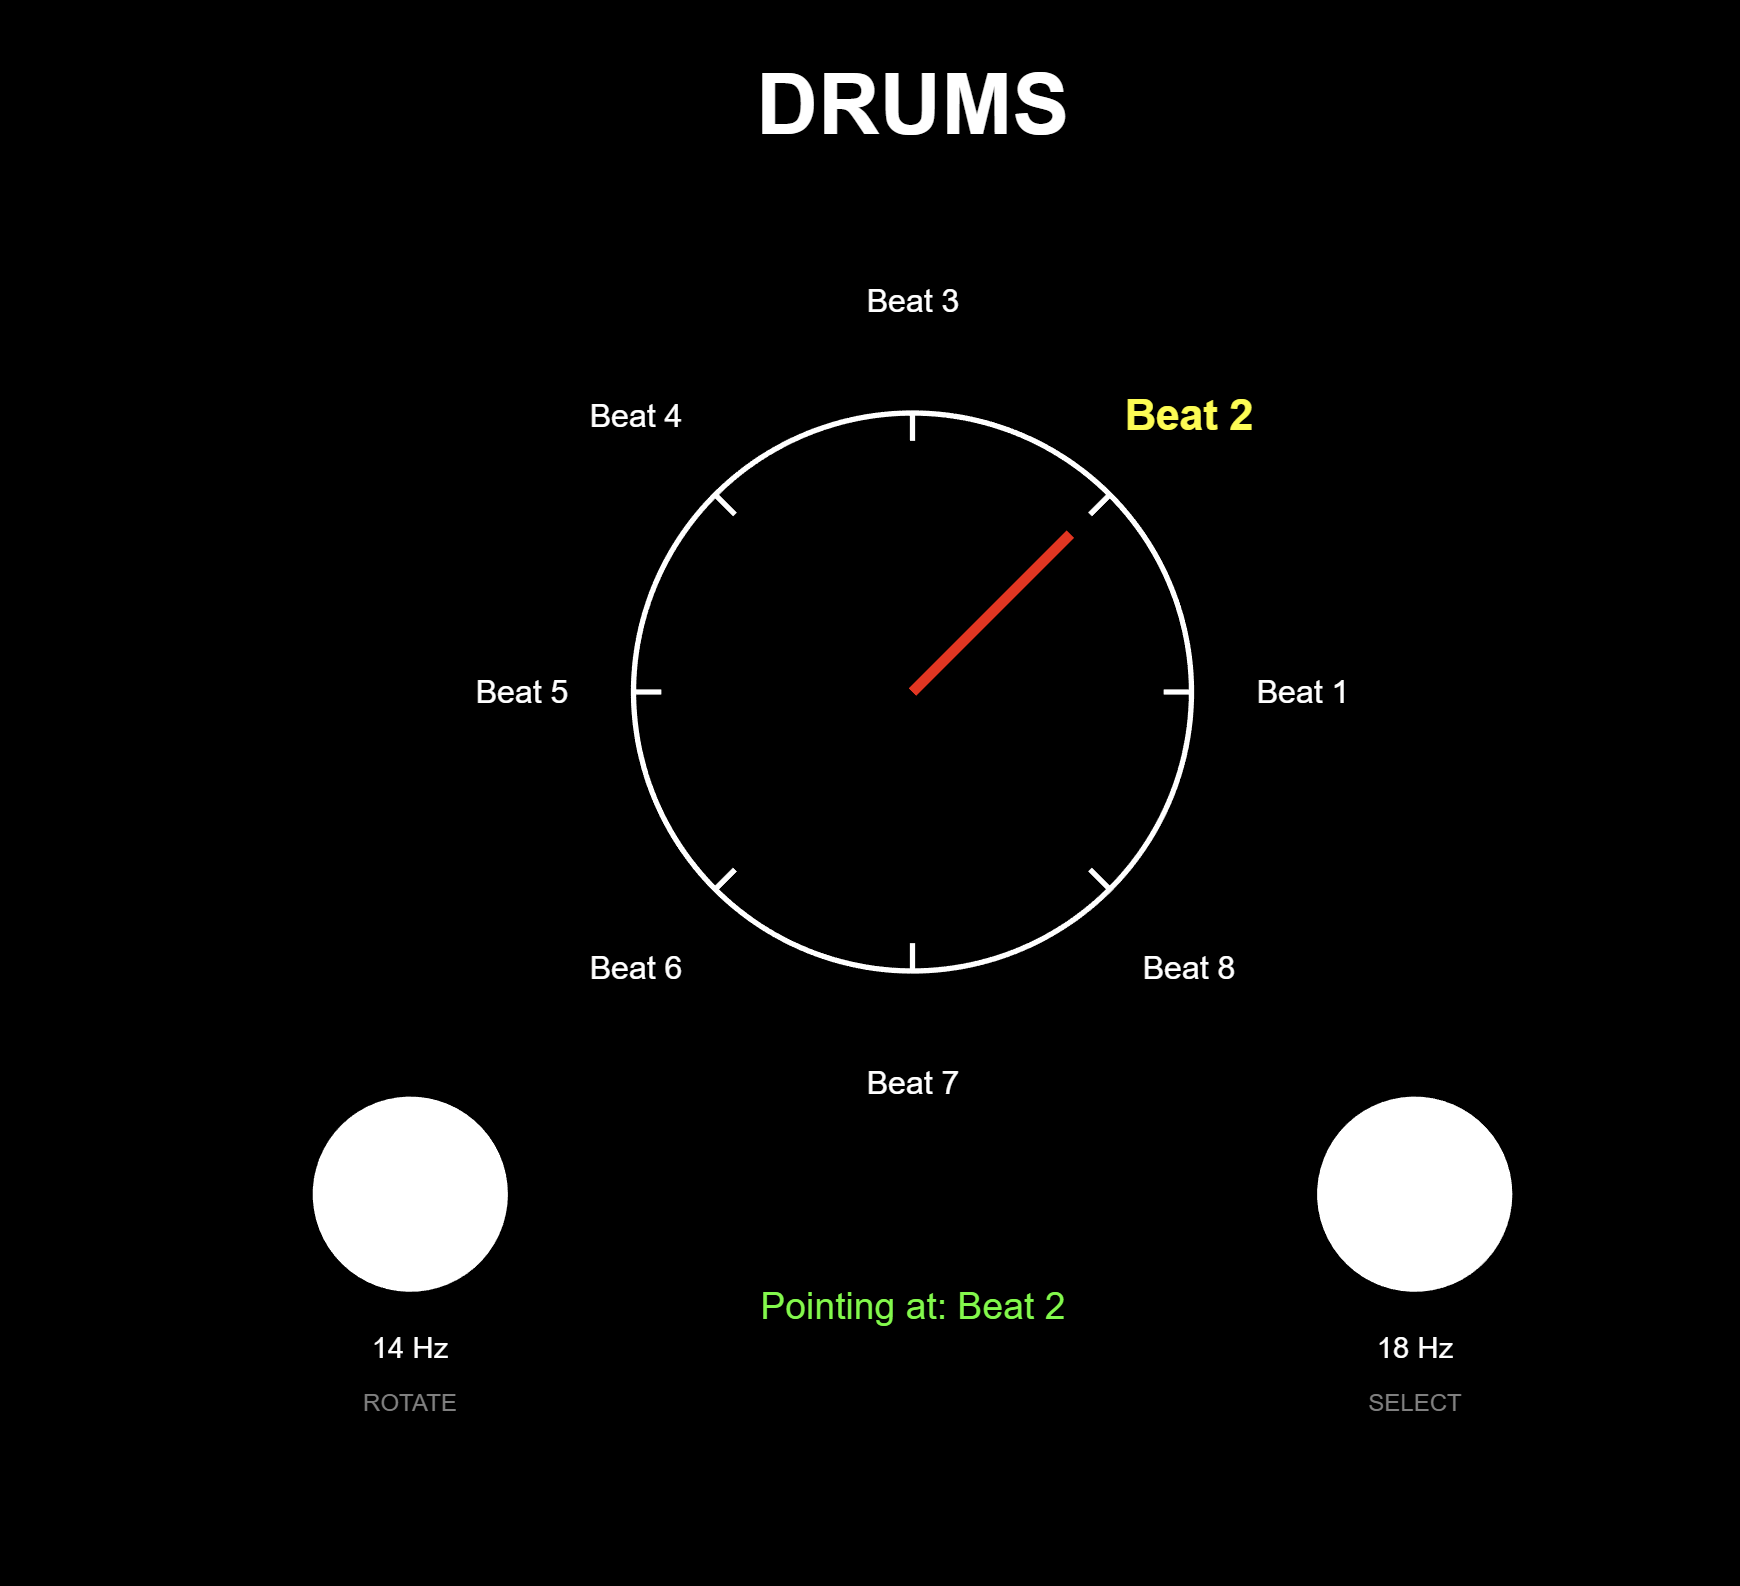 DRUMS
Beat 3
Beat 4
Beat 2
Beat 5
Beat 1
Beat 6
Beat 8
Beat 7
Pointing at: Beat 2
14 Hz
18 Hz
ROTATE
SELECT